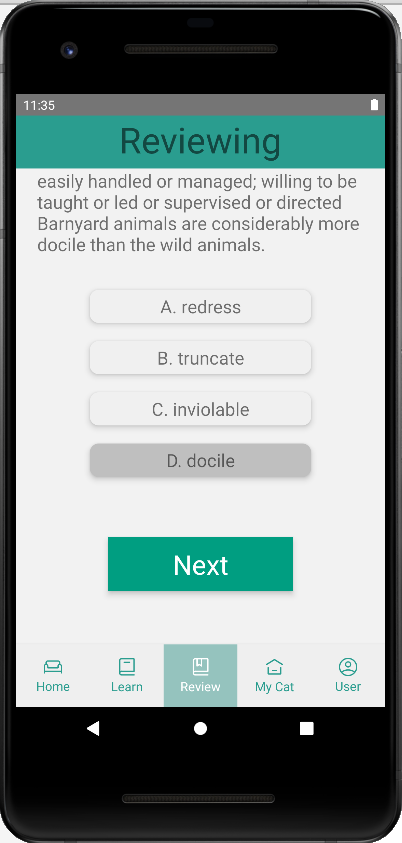 11:35
Reviewing
easily handled or managed; willing to be
taught or led or supervised or directed
Barnyard animals are considerably more
docile than the wild animals.
A. redress
B. truncate
C. inviolable
D. docile
Next
Home Learn Review My Cat User